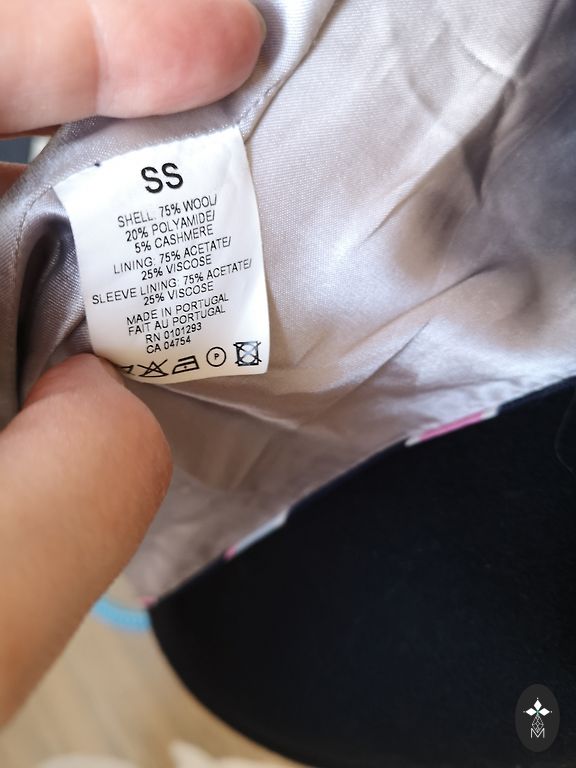 SS
SHELL: 75% WOOL/
20% POLYAMIDE/
5% CASHMERE
LINING: 75% ACETATE/
25% VISCOSE
SLEEVE LINING: 75% ACETATE/
25% VISCOSE
MADE IN PORTUGAL
FAIT AU PORTUGAL
RN 0101293
CA 04754
P
M